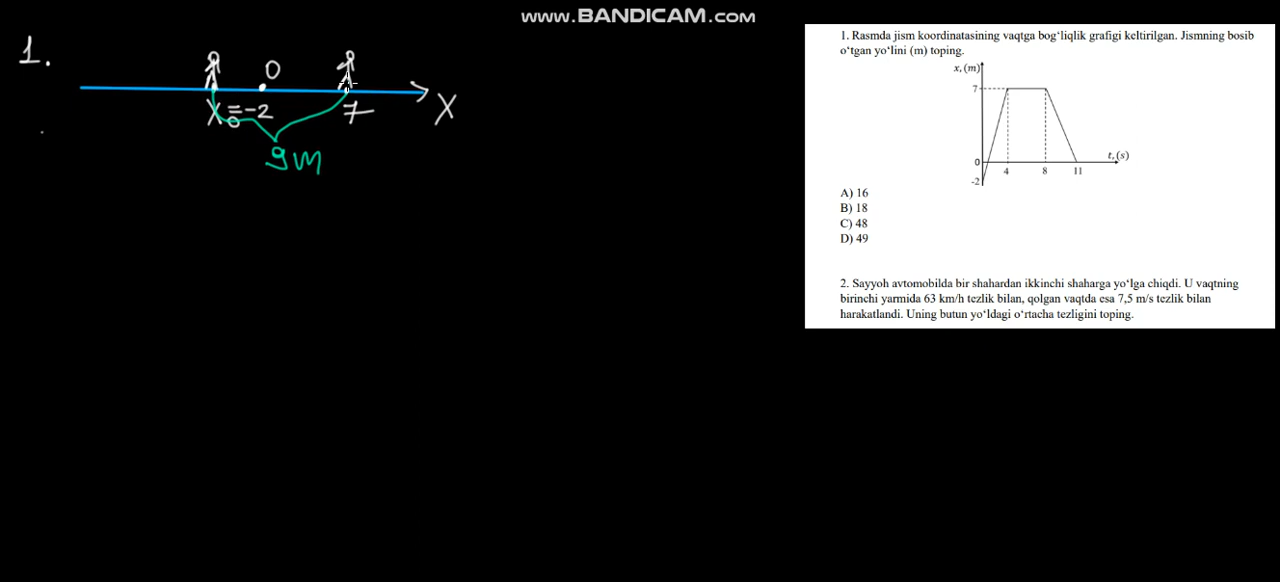 www.BANDICAM.com
1.
0
X₀=-2
7
X
9m
1. Rasmda jism koordinatasining vaqtga bog‘liqlik grafigi keltirilgan. Jismning bosib
o‘tgan yo‘lini (m) toping.
x, (m)
7
0
-2
4
8
11
t, (s)
A) 16
B) 18
C) 48
D) 49
2. Sayyoh avtomobilda bir shahardan ikkinchi shaharga yo‘lga chiqdi. U vaqtning
birinchi yarmida 63 km/h tezlik bilan, qolgan vaqtda esa 7,5 m/s tezlik bilan
harakatlandi. Uning butun yo‘ldagi o‘rtacha tezligini toping.